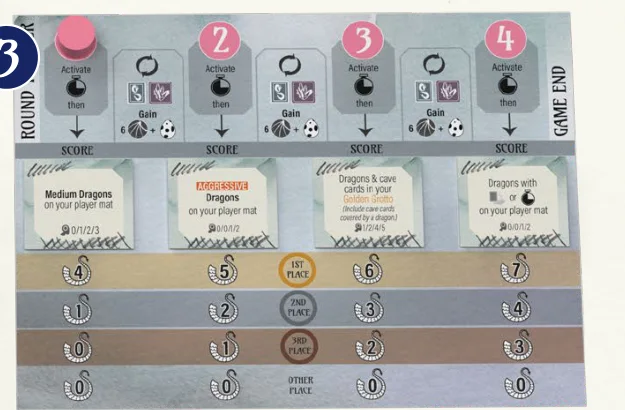 3
2
3
4
ROUND
Activate
then
Gain
6 +
Activate
then
Gain
6 +
Activate
then
Gain
6 +
Activate
then
GAME END
SCORE
SCORE
SCORE
SCORE
Medium Dragons
on your player mat
0/1/2/3
AGGRESSIVE
Dragons
on your player mat
0/0/1/2
Dragons & cave
cards in your
Golden Grotto
(Include cave cards
covered by a dragon)
1/2/4/5
Dragons with
or
on your player mat
0/0/1/2
4 5 1ST PLACE 6 7
1 2 2ND PLACE 3 4
0 1 3RD PLACE 2 3
0 0 OTHER PLACE 0 0